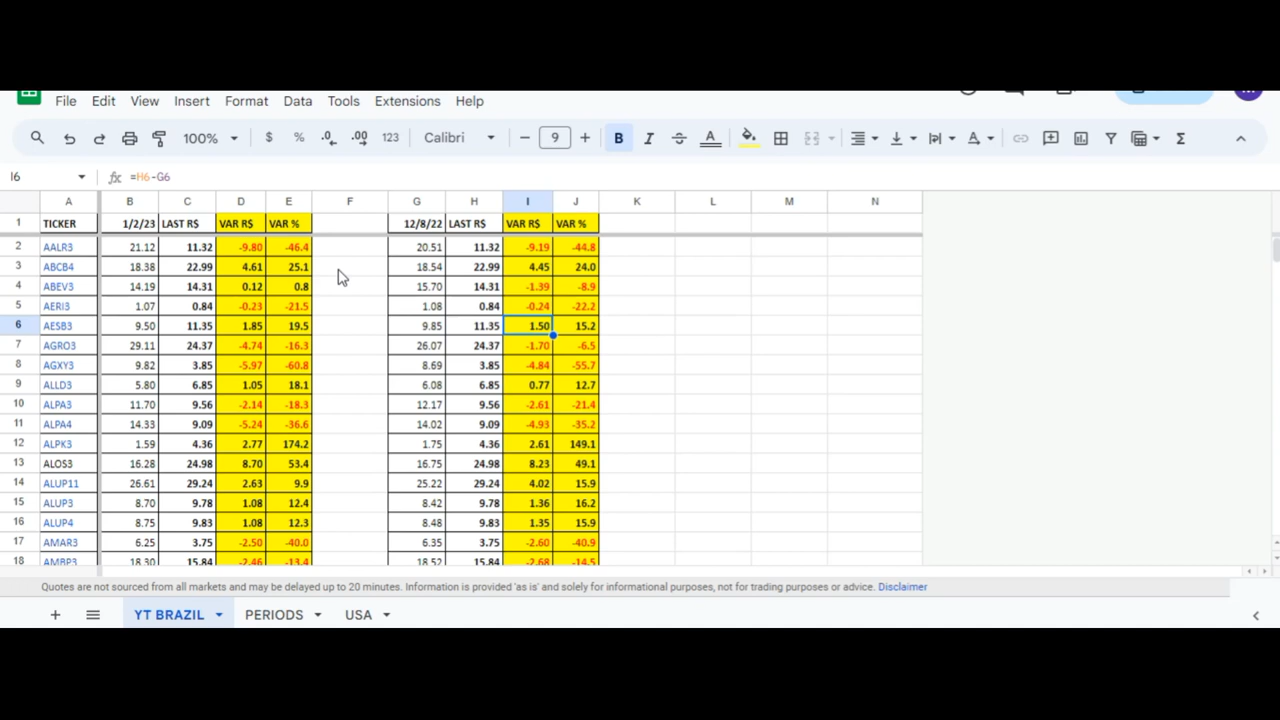 File Edit View Insert Format Data Tools Extensions Help
100% $ % .0 .00 123 Calibri 9 B I A
I6 fx =H6-G6
A B C D E F G H I J K L M N
1 TICKER 1/2/23 LAST R$ VAR R$ VAR % 12/8/22 LAST R$ VAR R$ VAR %
2 AALR3 21.12 11.32 -9.80 -46.4 20.51 11.32 -9.19 -44.8
3 ABCB4 18.38 22.99 4.61 25.1 18.54 22.99 4.45 24.0
4 ABEV3 14.19 14.31 0.12 0.8 15.70 14.31 -1.39 -8.9
5 AERI3 1.07 0.84 -0.23 -21.5 1.08 0.84 -0.24 -22.2
6 AESB3 9.50 11.35 1.85 19.5 9.85 11.35 1.50 15.2
7 AGRO3 29.11 24.37 -4.74 -16.3 26.07 24.37 -1.70 -6.5
8 AGXY3 9.82 3.85 -5.97 -60.8 8.69 3.85 -4.84 -55.7
9 ALLD3 5.80 6.85 1.05 18.1 6.08 6.85 0.77 12.7
10 ALPA3 11.70 9.56 -2.14 -18.3 12.17 9.56 -2.61 -21.4
11 ALPA4 14.33 9.09 -5.24 -36.6 14.02 9.09 -4.93 -35.2
12 ALPK3 1.59 4.36 2.77 174.2 1.75 4.36 2.61 149.1
13 ALOS3 16.28 24.98 8.70 53.4 16.75 24.98 8.23 49.1
14 ALUP11 26.61 29.24 2.63 9.9 25.22 29.24 4.02 15.9
15 ALUP3 8.70 9.78 1.08 12.4 8.42 9.78 1.36 16.2
16 ALUP4 8.75 9.83 1.08 12.3 8.48 9.83 1.35 15.9
17 AMAR3 6.25 3.75 -2.50 -40.0 6.35 3.75 -2.60 -40.9
18 AMBP3 18.30 15.84 -2.46 -13.4 18.52 15.84 -2.68 -14.5
Quotes are not sourced from all markets and may be delayed up to 20 minutes. Information is provided 'as is' and solely for informational purposes, not for trading purposes or advice. Disclaimer
YT BRAZIL PERIODS USA